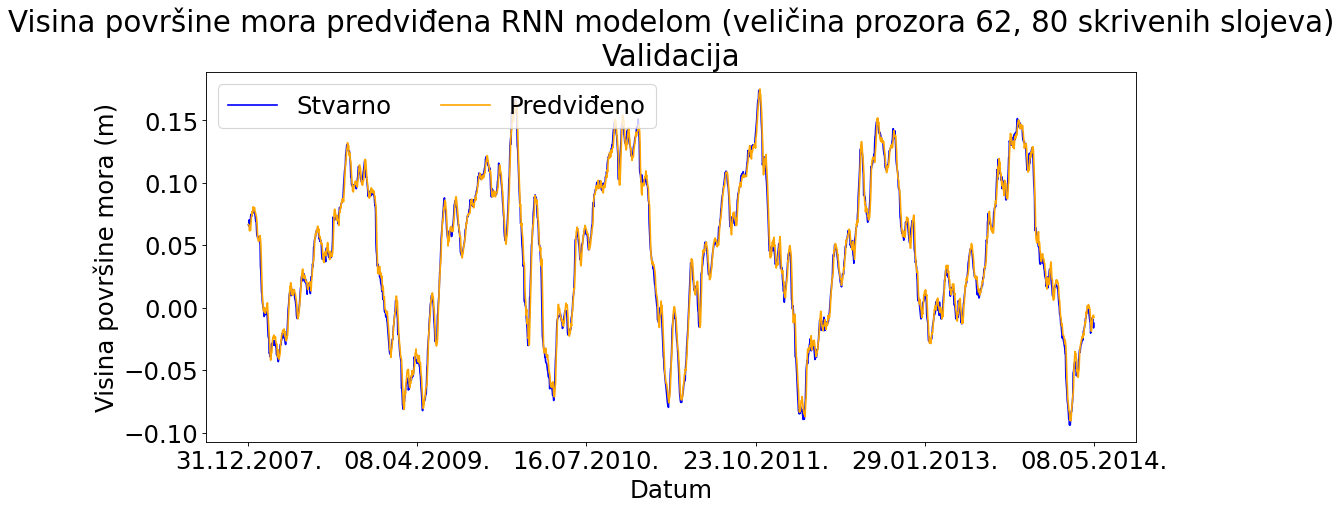 Visina površine mora predviđena RNN modelom (veličina prozora 62, 80 skrivenih slojeva)
Validacija
Stvarno Predviđeno
Visina površine mora (m)
0.15
0.10
0.05
0.00
−0.05
−0.10
31.12.2007. 08.04.2009. 16.07.2010. 23.10.2011. 29.01.2013. 08.05.2014.
Datum